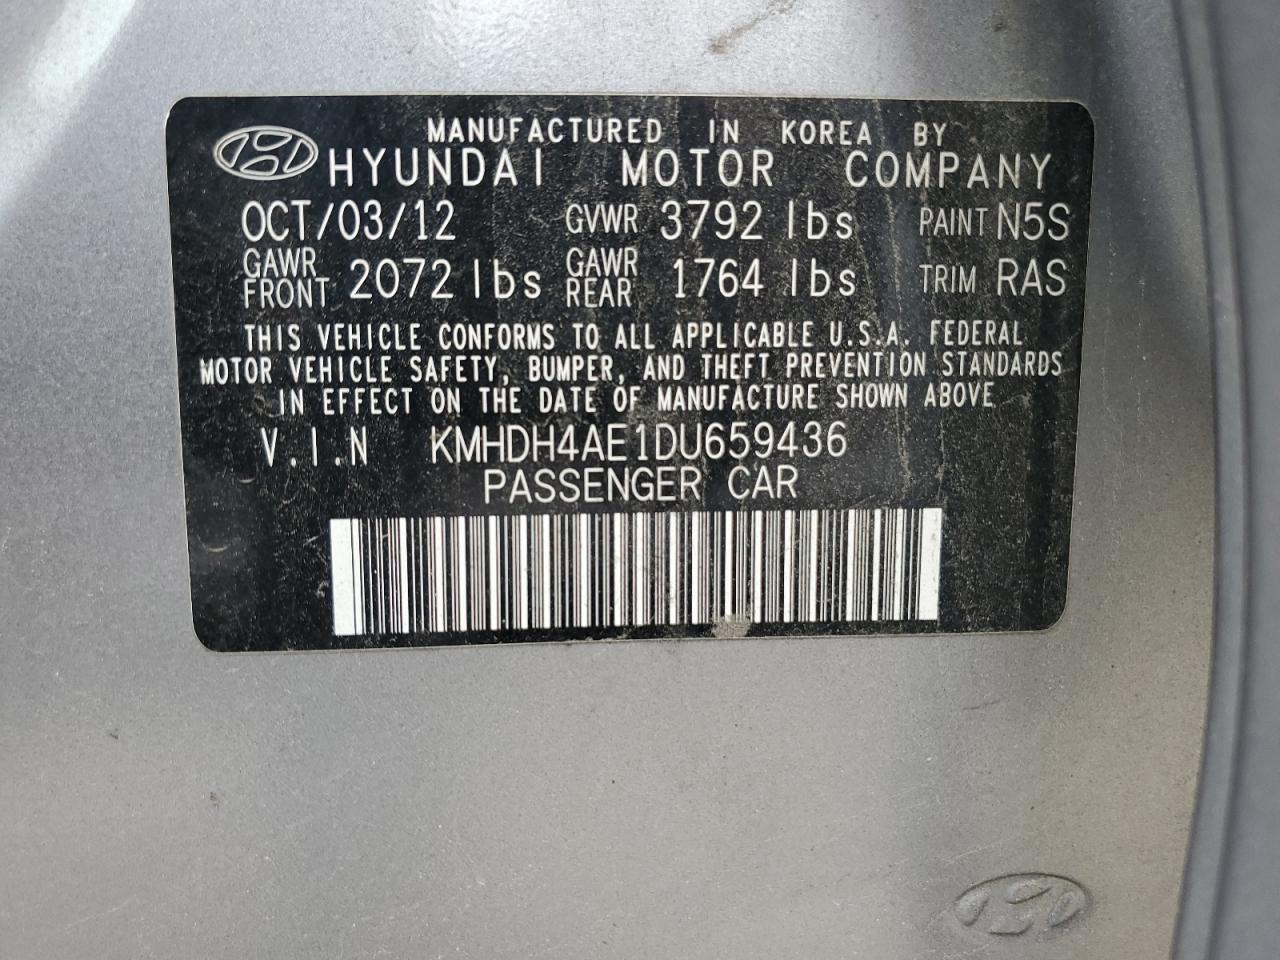 MANUFACTURED IN KOREA BY
HYUNDAI MOTOR COMPANY
OCT/03/12 GVWR 3792 lbs PAINT N5S
GAWR FRONT 2072 lbs GAWR REAR 1764 lbs TRIM RAS
THIS VEHICLE CONFORMS TO ALL APPLICABLE U.S.A. FEDERAL
MOTOR VEHICLE SAFETY, BUMPER, AND THEFT PREVENTION STANDARDS
IN EFFECT ON THE DATE OF MANUFACTURE SHOWN ABOVE
V.I.N KMHDH4AE1DU659436
PASSENGER CAR